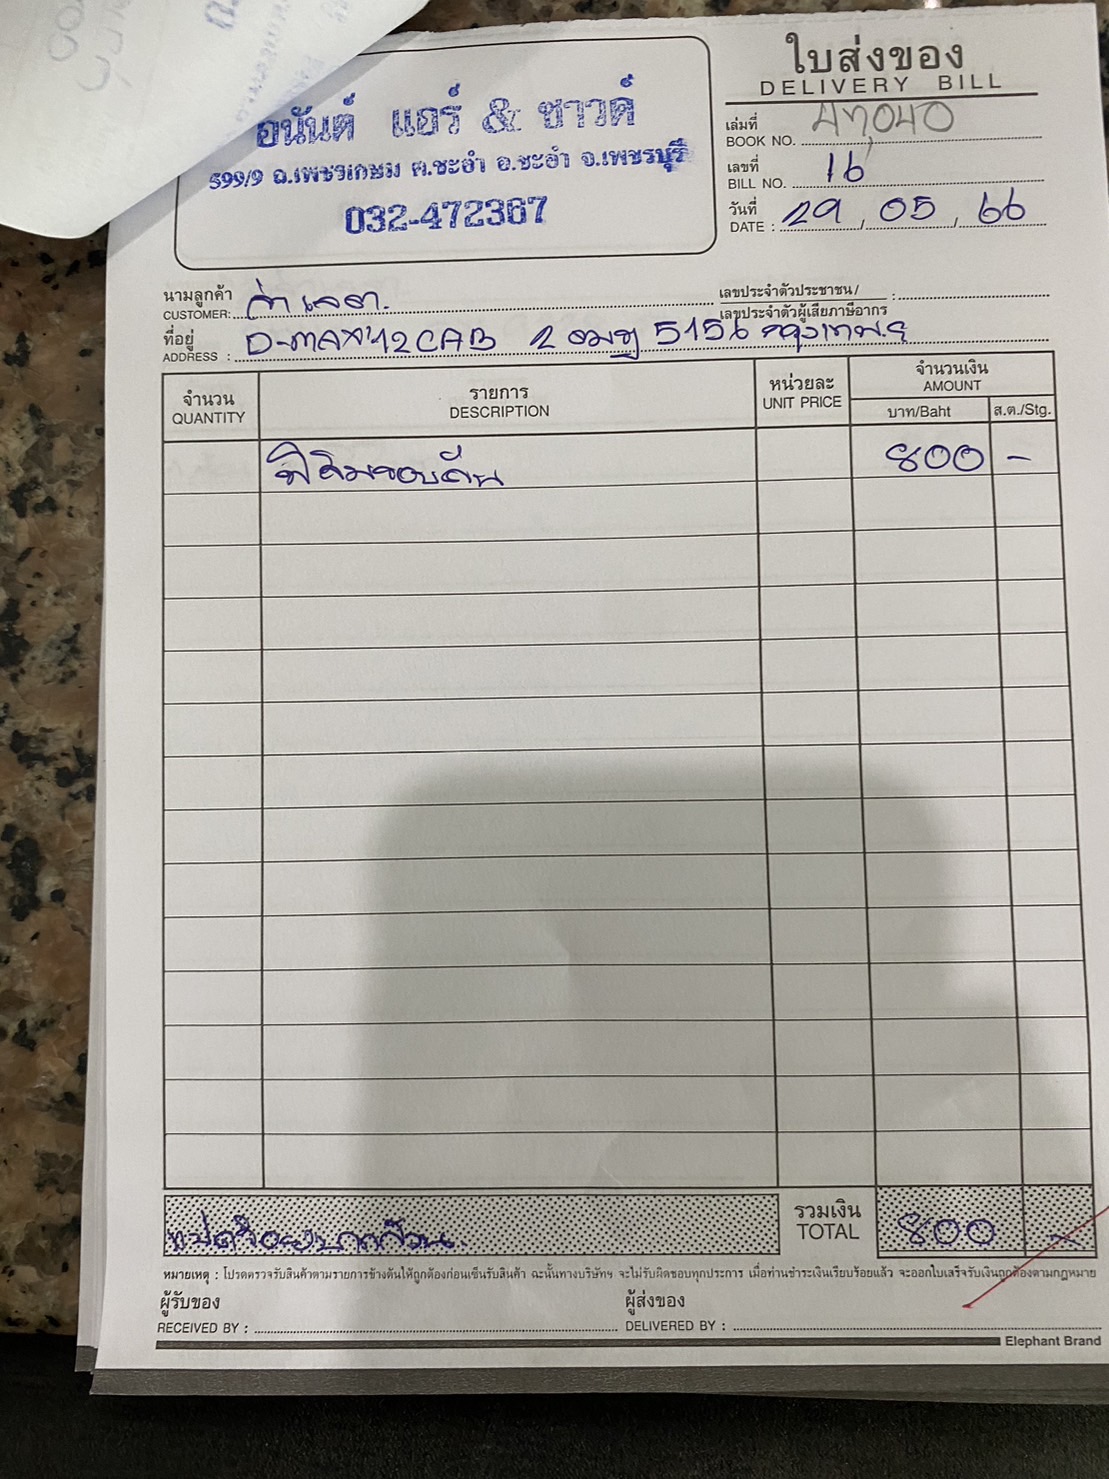 ใบส่งของ
DELIVERY BILL
อนันต์ แอร์ & ซาวด์
599/9 ถ.เพชรเกษม ต.ชะอำ อ.ชะอำ จ.เพชรบุรี
032-472367
เล่มที่
BOOK NO. 47040
เลขที่
BILL NO. 16
วันที่
DATE : 29 / 05 / 66
นามลูกค้า
CUSTOMER:
เลขประจำตัวประชาชน/
เลขประจำตัวผู้เสียภาษีอากร :
ที่อยู่
ADDRESS : D-MAX'12 CAB 2 ฒฐ 5156 กรุงเทพฯ
จำนวน รายการ หน่วยละ จำนวนเงิน
QUANTITY DESCRIPTION UNIT PRICE AMOUNT
บาท/Baht ส.ต./Stg.
800 -
รวมเงิน
TOTAL 800 -
หมายเหตุ : โปรดตรวจรับสินค้าตามรายการข้างต้นให้ถูกต้องก่อนเซ็นรับสินค้า ฉะนั้นทางบริษัทฯ จะไม่รับผิดชอบทุกประการ เมื่อท่านชำระเงินเรียบร้อยแล้ว จะออกใบเสร็จรับเงินถูกต้องตามกฎหมาย
ผู้รับของ ผู้ส่งของ
RECEIVED BY : DELIVERED BY :
Elephant Brand